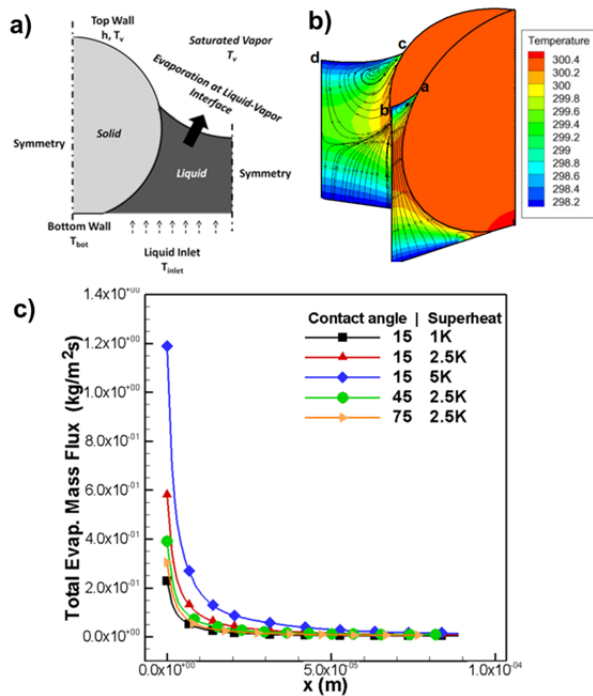 a)
Top Wall
h, Tv
Saturated Vapor
Tv
Evaporation at Liquid-Vapor
Interface
Solid
Symmetry
Liquid
Symmetry
Bottom Wall
Tbot
Liquid Inlet
Tinlet
b)
d
c
a
b
Temperature
300.4
300.2
300
299.8
299.6
299.4
299.2
299
298.8
298.6
298.4
298.2
c)
Total Evap. Mass Flux (kg/m²s)
1.4x10+00
1.2x10+00
1.0x10+00
8.0x10-01
6.0x10-01
4.0x10-01
2.0x10-01
0.0x10+00
Contact angle | Superheat
15 1K
15 2.5K
15 5K
45 2.5K
75 2.5K
0.0x10+00
5.0x10-05
1.0x10-04
x (m)